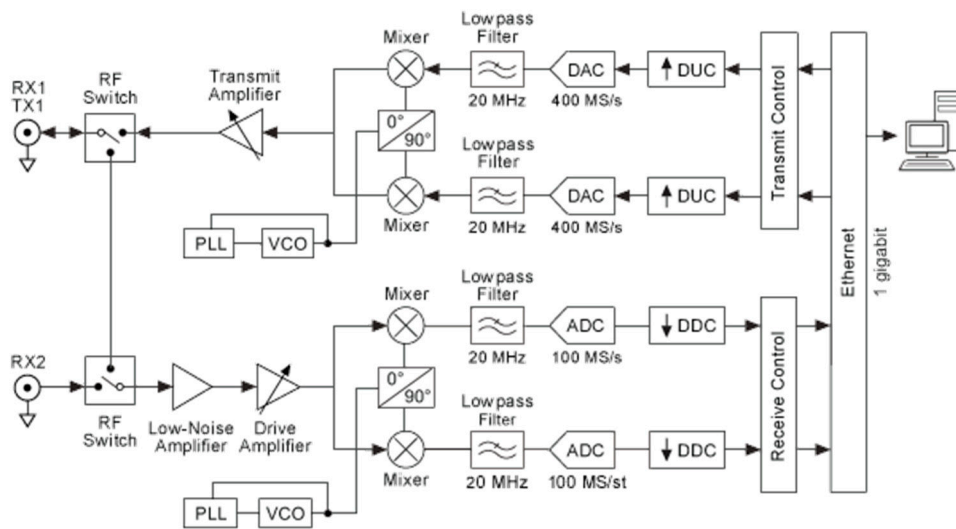 Lowpass
Filter
Mixer
20 MHz
DAC
400 MS/s
DUC
Transmit Control
RF
Switch
Transmit
Amplifier
RX1
TX1
0°
90°
Lowpass
Filter
Mixer
20 MHz
DAC
400 MS/s
DUC
PLL
VCO
Ethernet
1 gigabit
Lowpass
Filter
Mixer
20 MHz
ADC
100 MS/s
DDC
Receive Control
RX2
RF
Switch
Low-Noise
Amplifier
Drive
Amplifier
0°
90°
Lowpass
Filter
Mixer
20 MHz
ADC
100 MS/st
DDC
PLL
VCO